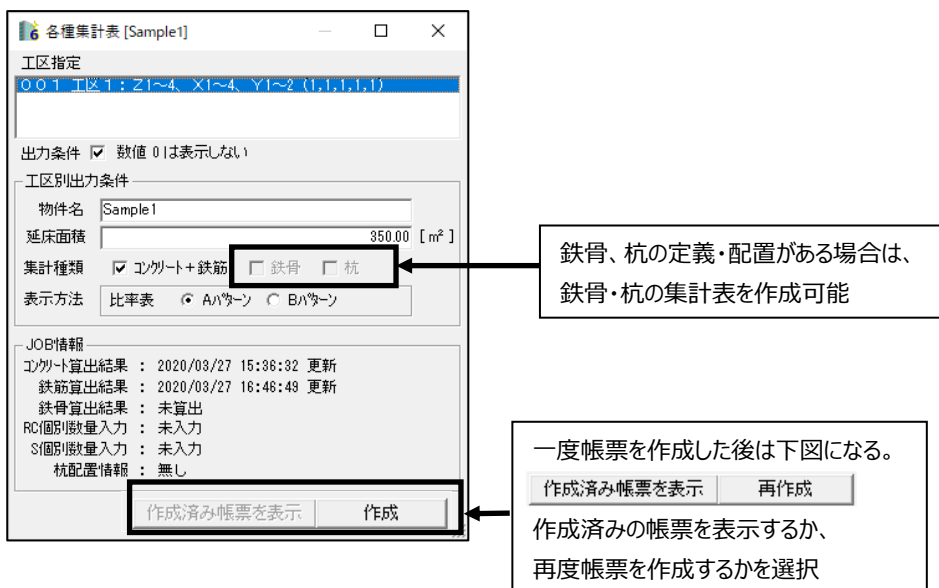 各種集計表 [Sample1]
工区指定
００１ 工区１：Ｚ1～4、Ｘ1～4、Ｙ1～2 (1,1,1,1,1)
出力条件 数値 0は表示しない
工区別出力条件
物件名 Sample1
延床面積 350.00 [㎡]
集計種類 ｺﾝｸﾘｰﾄ+鉄筋 鉄骨 杭
表示方法 比率表 Aﾊﾟﾀｰﾝ Bﾊﾟﾀｰﾝ
JOB情報
ｺﾝｸﾘｰﾄ算出結果 ： 2020/03/27 15:36:32 更新
鉄筋算出結果 ： 2020/03/27 16:46:49 更新
鉄骨算出結果 ： 未算出
RC個別数量入力 ： 未入力
S個別数量入力 ： 未入力
杭配置情報 ： 無し
作成済み帳票を表示 作成
鉄骨、杭の定義・配置がある場合は、
鉄骨・杭の集計表を作成可能
一度帳票を作成した後は下図になる。
作成済み帳票を表示 再作成
作成済みの帳票を表示するか、
再度帳票を作成するかを選択